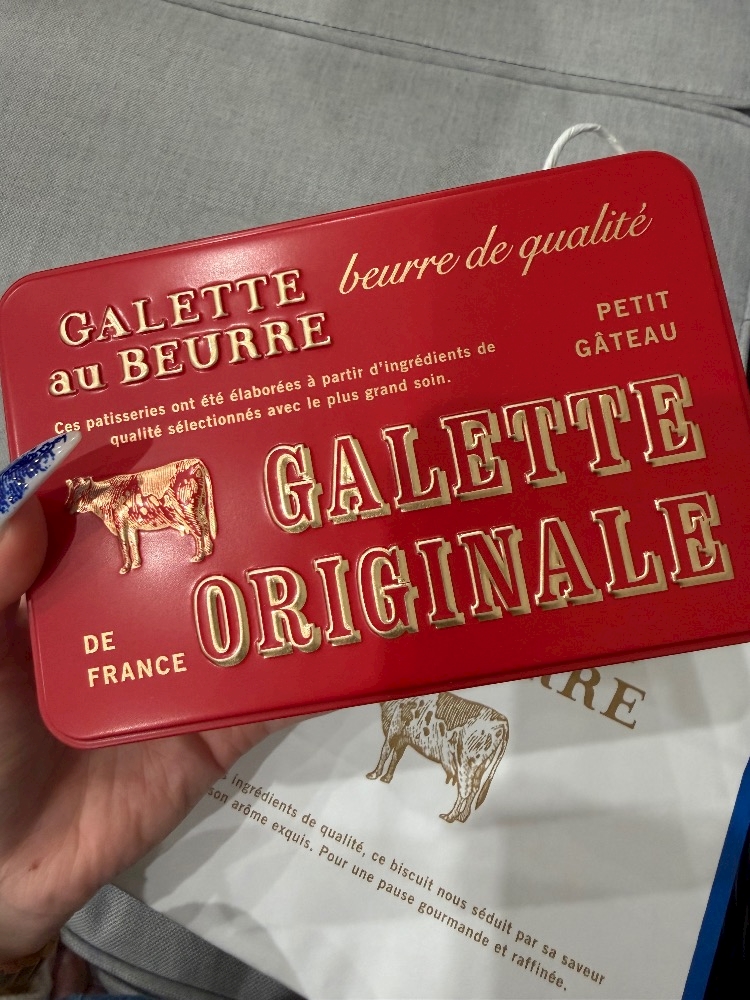 GALETTE
au BEURRE
beurre de qualité
PETIT
GÂTEAU
Ces patisseries ont été élaborées à partir d'ingrédients de
qualité sélectionnés avec le plus grand soin.
GALETTE
ORIGINALE
DE
FRANCE
RRE
ingrédients de qualité, ce biscuit nous séduit par sa saveur
son arôme exquis. Pour une pause gourmande et raffinée.